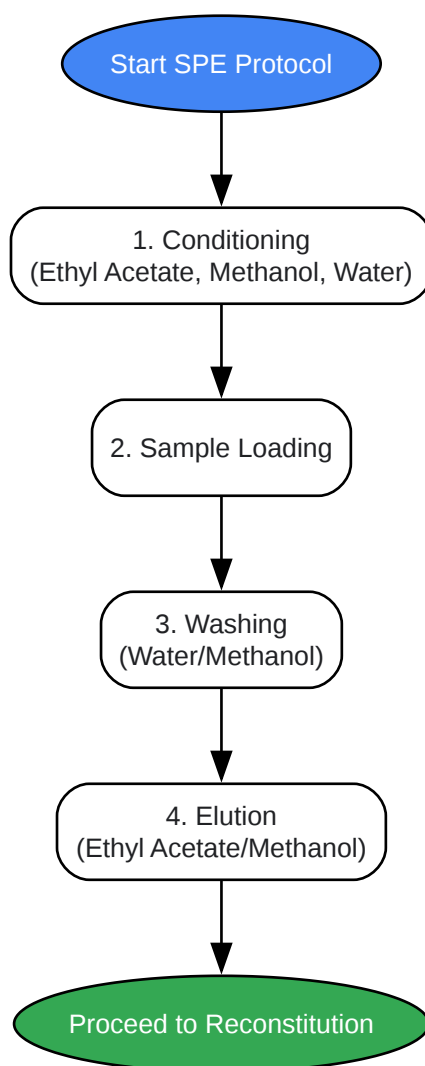 Start SPE Protocol
1. Conditioning
(Ethyl Acetate, Methanol, Water)
2. Sample Loading
3. Washing
(Water/Methanol)
4. Elution
(Ethyl Acetate/Methanol)
Proceed to Reconstitution